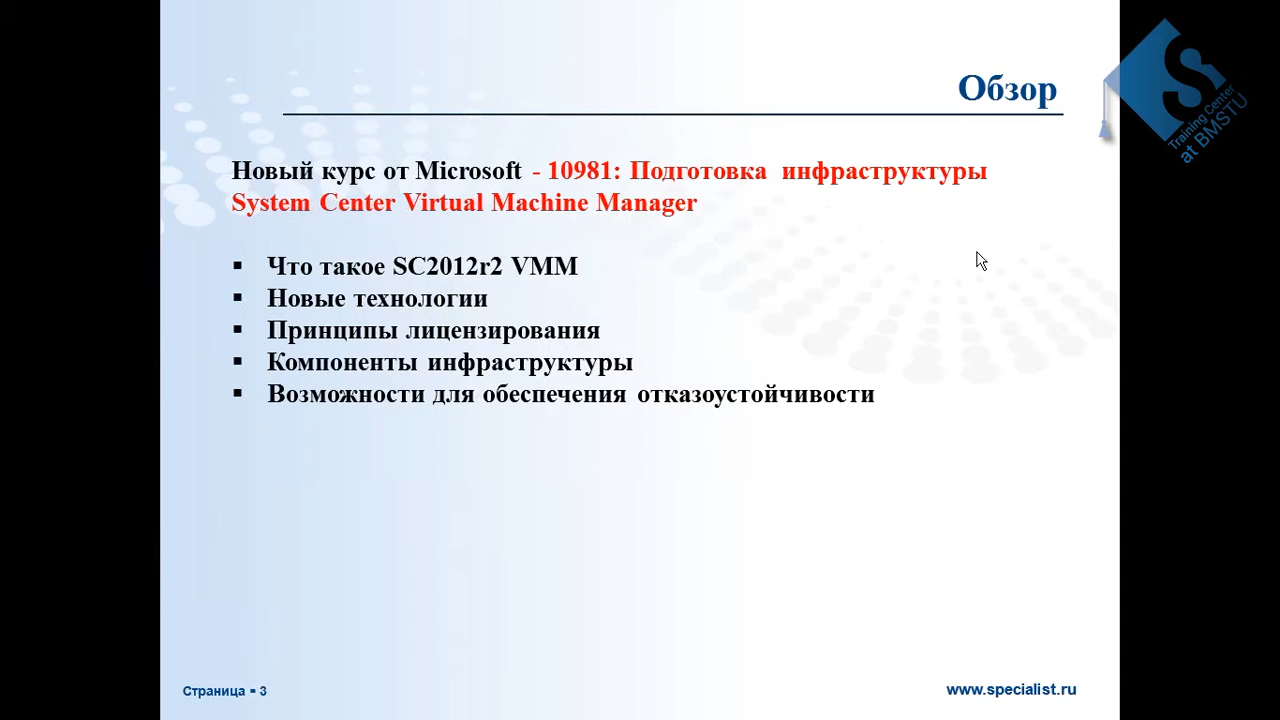 Обзор
Новый курс от Microsoft - 10981: Подготовка инфраструктуры
System Center Virtual Machine Manager
▪ Что такое SC2012r2 VMM
▪ Новые технологии
▪ Принципы лицензирования
▪ Компоненты инфраструктуры
▪ Возможности для обеспечения отказоустойчивости
Страница ▪ 3
www.specialist.ru
S
Training Center
at BMSTU